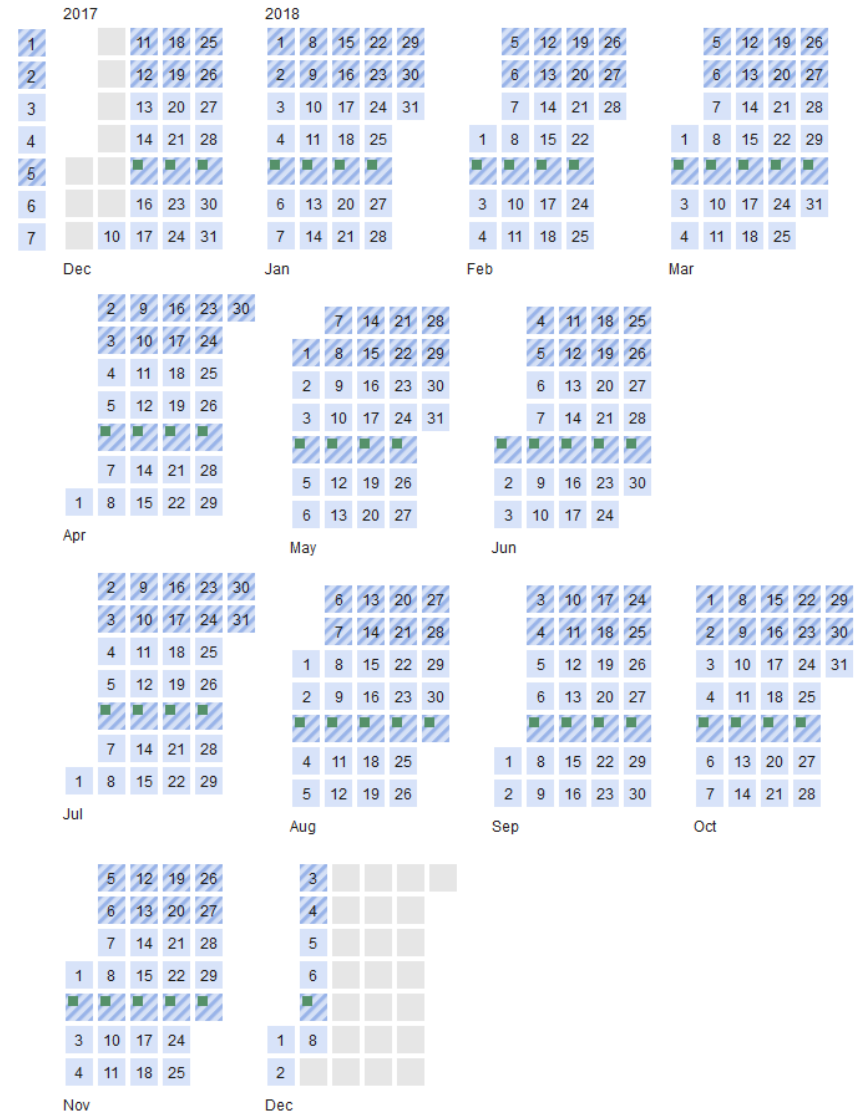 2017 2018
1 11 18 25 1 8 15 22 29 5 12 19 26 5 12 19 26
2 12 19 26 2 9 16 23 30 6 13 20 27 6 13 20 27
3 13 20 27 3 10 17 24 31 7 14 21 28 7 14 21 28
4 14 21 28 4 11 18 25 1 8 15 22 1 8 15 22 29
5
6 16 23 30 6 13 20 27 3 10 17 24 3 10 17 24 31
7 10 17 24 31 7 14 21 28 4 11 18 25 4 11 18 25
Dec Jan Feb Mar
2 9 16 23 30 7 14 21 28 4 11 18 25
3 10 17 24 1 8 15 22 29 5 12 19 26
4 11 18 25 2 9 16 23 30 6 13 20 27
5 12 19 26 3 10 17 24 31 7 14 21 28
7 14 21 28 5 12 19 26 2 9 16 23 30
1 8 15 22 29 6 13 20 27 3 10 17 24
Apr May Jun
2 9 16 23 30 6 13 20 27 3 10 17 24 1 8 15 22 29
3 10 17 24 31 7 14 21 28 4 11 18 25 2 9 16 23 30
4 11 18 25 1 8 15 22 29 5 12 19 26 3 10 17 24 31
5 12 19 26 2 9 16 23 30 6 13 20 27 4 11 18 25
7 14 21 28 4 11 18 25 1 8 15 22 29 6 13 20 27
1 8 15 22 29 5 12 19 26 2 9 16 23 30 7 14 21 28
Jul Aug Sep Oct
5 12 19 26 3
6 13 20 27 4
7 14 21 28 5
1 8 15 22 29 6
3 10 17 24 1 8
4 11 18 25 2
Nov Dec